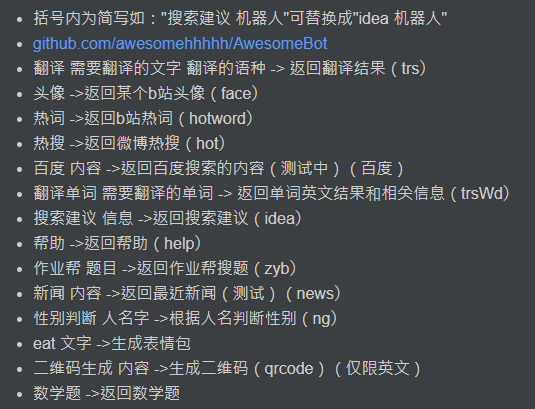 括号内为简写如："搜索建议 机器人"可替换成"idea 机器人"
github.com/awesomehhhhh/AwesomeBot
翻译 需要翻译的文字 翻译的语种 -> 返回翻译结果（trs）
头像 ->返回某个b站头像（face）
热词 ->返回b站热词（hotword）
热搜 ->返回微博热搜（hot）
百度 内容 ->返回百度搜索的内容（测试中）（百度）
翻译单词 需要翻译的单词 -> 返回单词英文结果和相关信息（trsWd）
搜索建议 信息 ->返回搜索建议（idea）
帮助 ->返回帮助（help）
作业帮 题目 ->返回作业帮搜题（zyb）
新闻 内容 ->返回最近新闻（测试）（news）
性别判断 人名字 ->根据人名判断性别（ng）
eat 文字 ->生成表情包
二维码生成 内容 ->生成二维码（qrcode）（仅限英文）
数学题 ->返回数学题